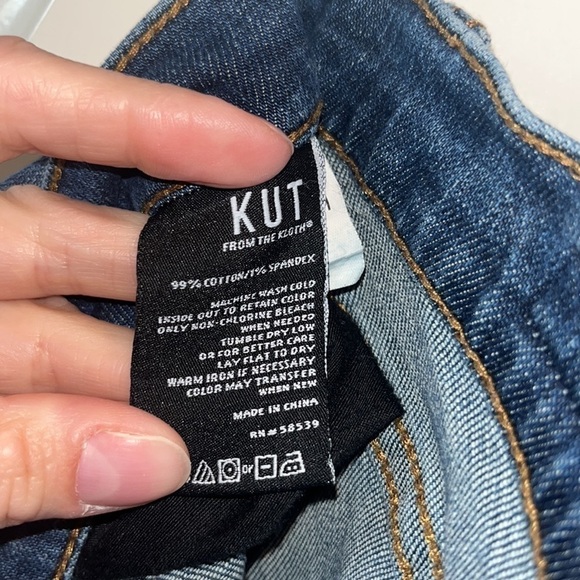 KUT
FROM THE KLOTH®
99% COTTON/1% SPANDEX
MACHINE WASH COLD
INSIDE OUT TO RETAIN COLOR
ONLY NON-CHLORINE BLEACH
WHEN NEEDED
TUMBLE DRY LOW
OR FOR BETTER CARE
LAY FLAT TO DRY
WARM IRON IF NECESSARY
COLOR MAY TRANSFER
WHEN NEW
MADE IN CHINA
RN# 58539
or